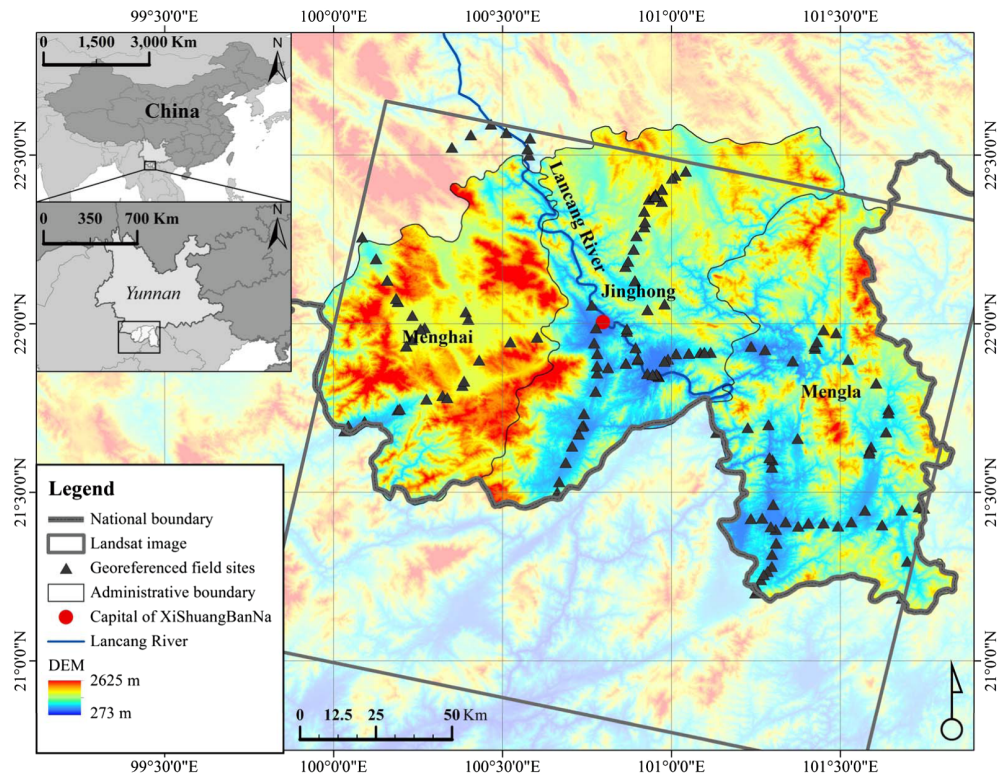 99°30'0"E 100°0'0"E 100°30'0"E 101°0'0"E 101°30'0"E
0 1,500 3,000 Km
N
China
0 350 700 Km
N
Yunnan
22°30'0"N
22°0'0"N
21°30'0"N
21°0'0"N
Lancang River
Jinghong
Menghai
Mengla
22°30'0"N
22°0'0"N
21°30'0"N
21°0'0"N
Legend
National boundary
Landsat image
Georeferenced field sites
Administrative boundary
Capital of XiShuangBanNa
Lancang River
DEM
2625 m
273 m
0 12.5 25 50 Km
99°30'0"E 100°0'0"E 100°30'0"E 101°0'0"E 101°30'0"E